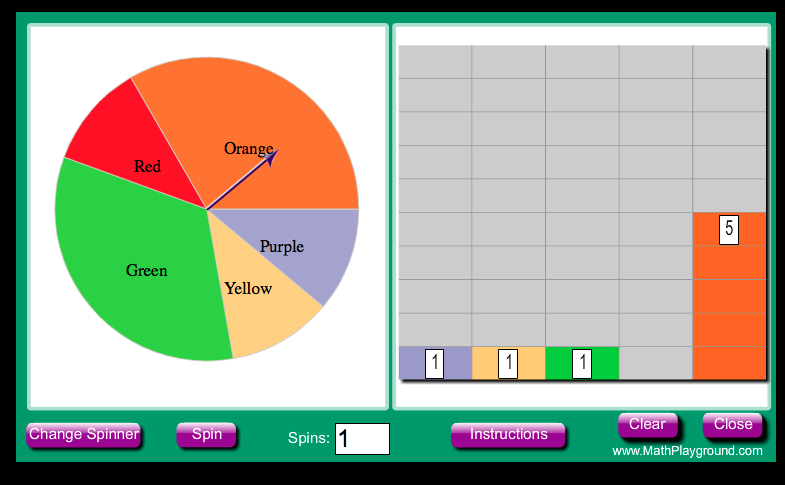 Orange
Red
Purple
Green
Yellow
5
1
1
1
Change Spinner
Spin
Spins: 1
Instructions
Clear
Close
www.MathPlayground.com